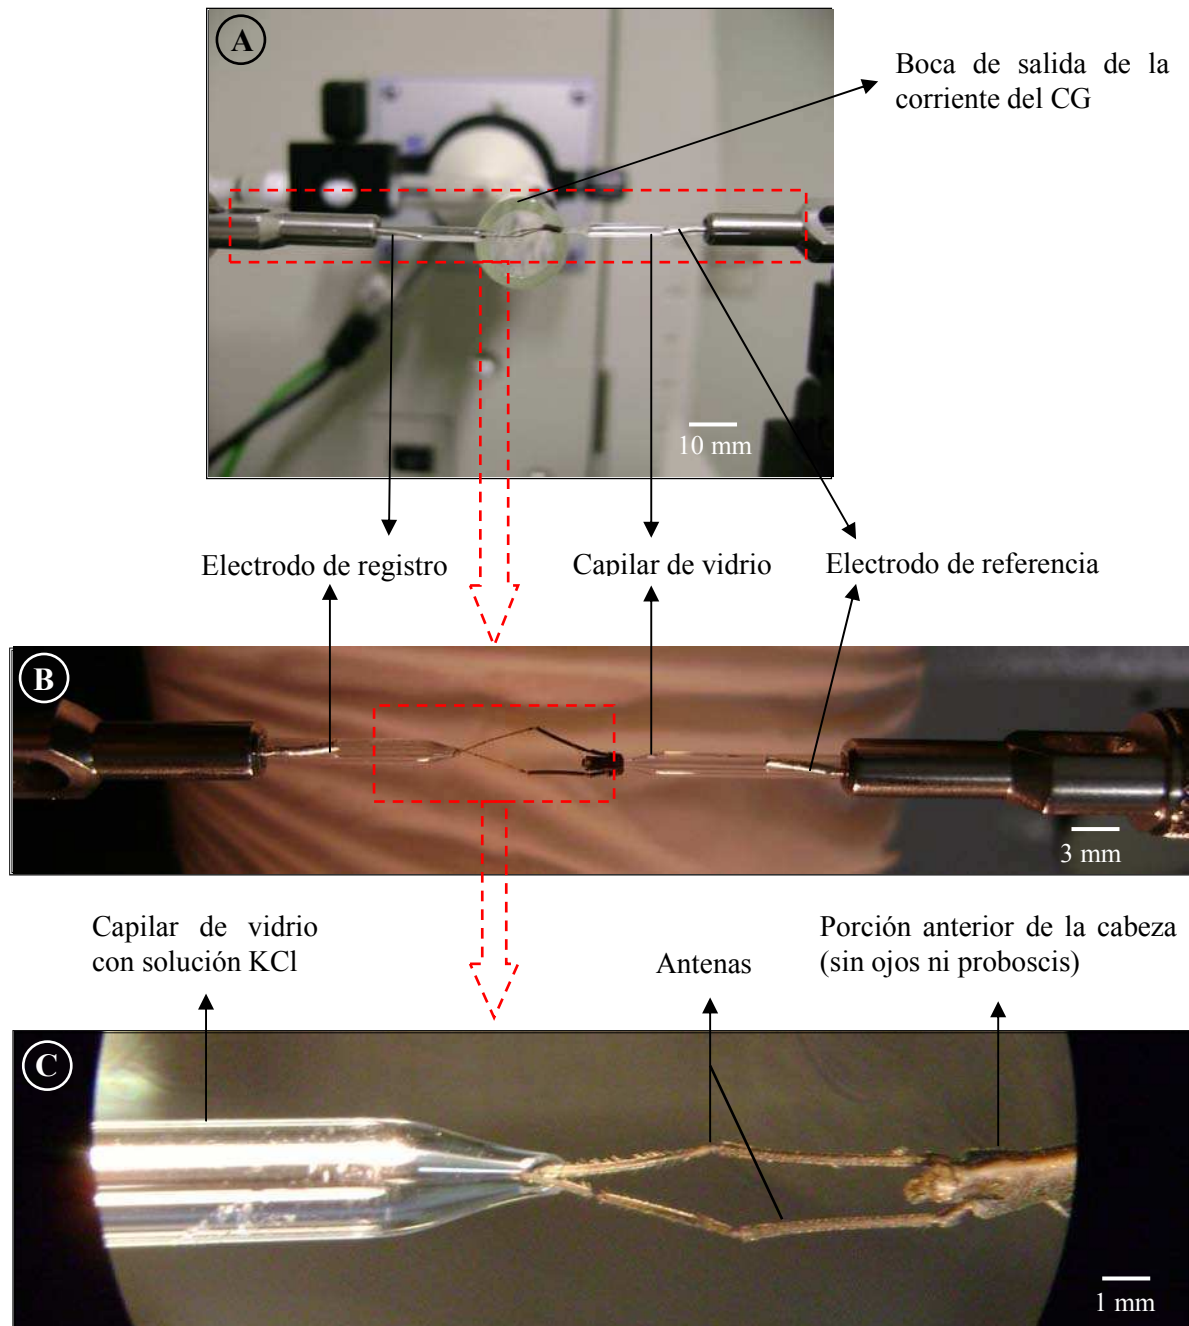 A
Boca de salida de la
corriente del CG
10 mm
Electrodo de registro
Capilar de vidrio
Electrodo de referencia
B
3 mm
Capilar de vidrio
con solución KCl
Antenas
Porción anterior de la cabeza
(sin ojos ni proboscis)
C
1 mm